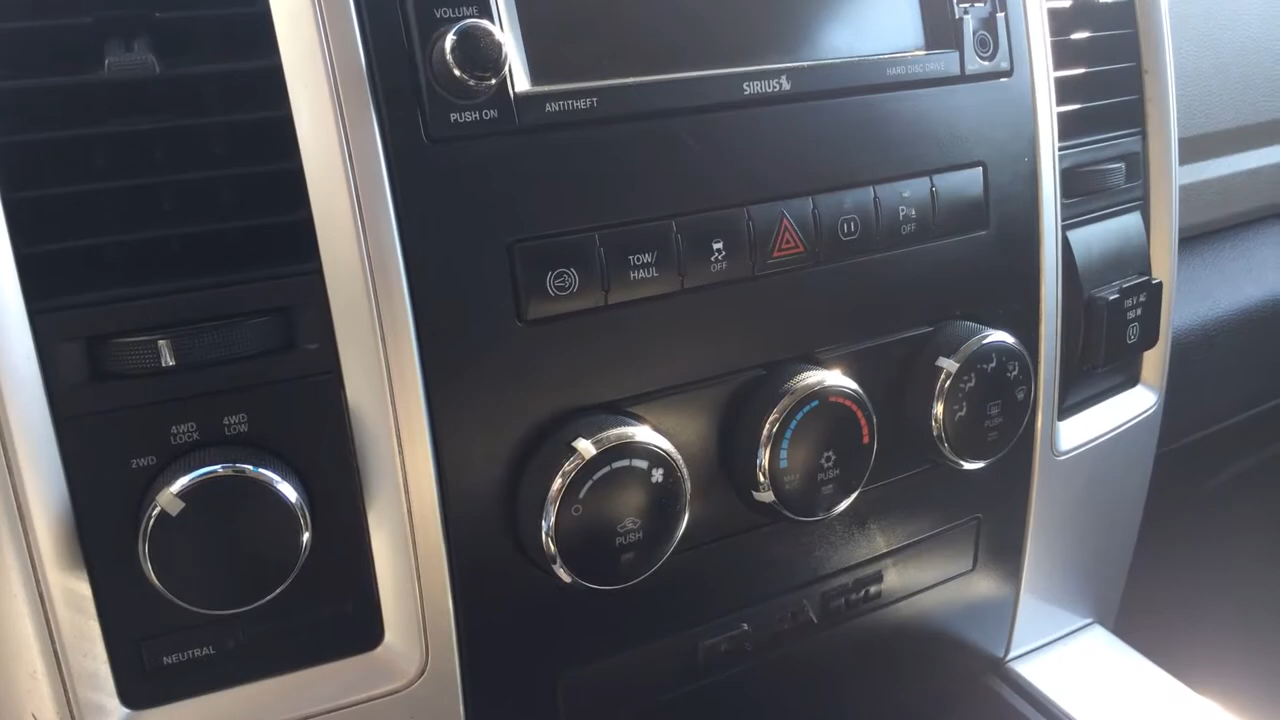 VOLUME
PUSH ON
ANTITHEFT
SIRIUS
HARD DISC DRIVE
TOW/
HAUL
OFF
P
OFF
115 V AC
150 W
4WD
LOCK
4WD
LOW
2WD
NEUTRAL
PUSH
MAX
A/C
PUSH
PUSH